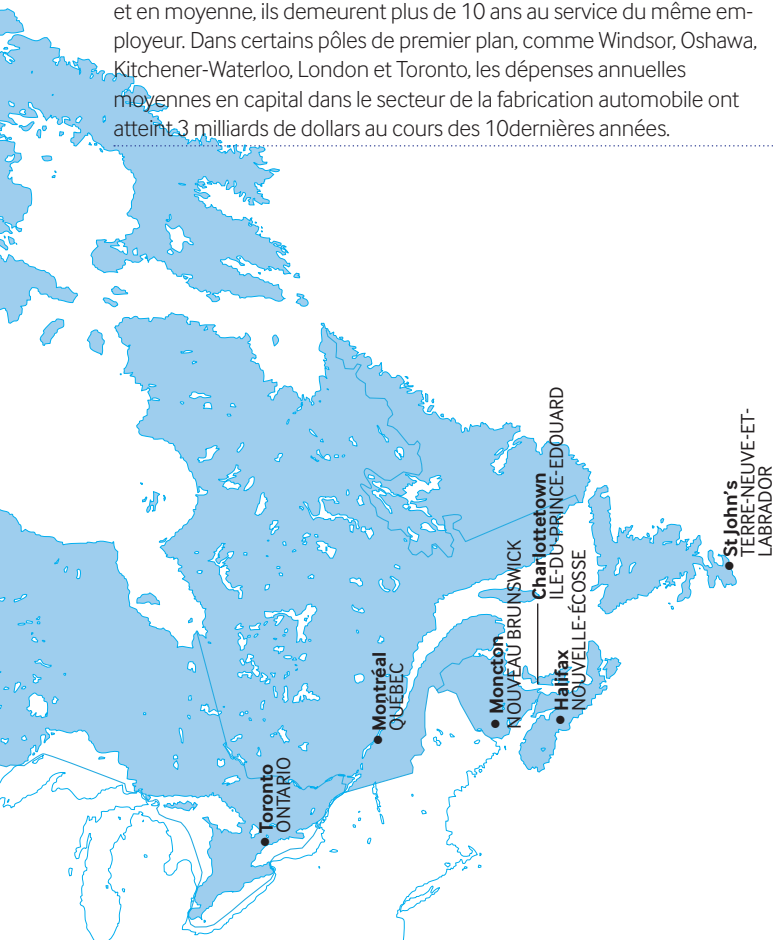 et en moyenne, ils demeurent plus de 10 ans au service du même em-
ployeur. Dans certains pôles de premier plan, comme Windsor, Oshawa,
Kitchener-Waterloo, London et Toronto, les dépenses annuelles
moyennes en capital dans le secteur de la fabrication automobile ont
atteint 3 milliards de dollars au cours des 10dernières années.
Toronto
ONTARIO
Montréal
QUÉBEC
Moncton
NOUVEAU BRUNSWICK
Charlottetown
ILE-DU-PRINCE-EDOUARD
Halifax
NOUVELLE-ÉCOSSE
St John's
TERRE-NEUVE-ET-
LABRADOR